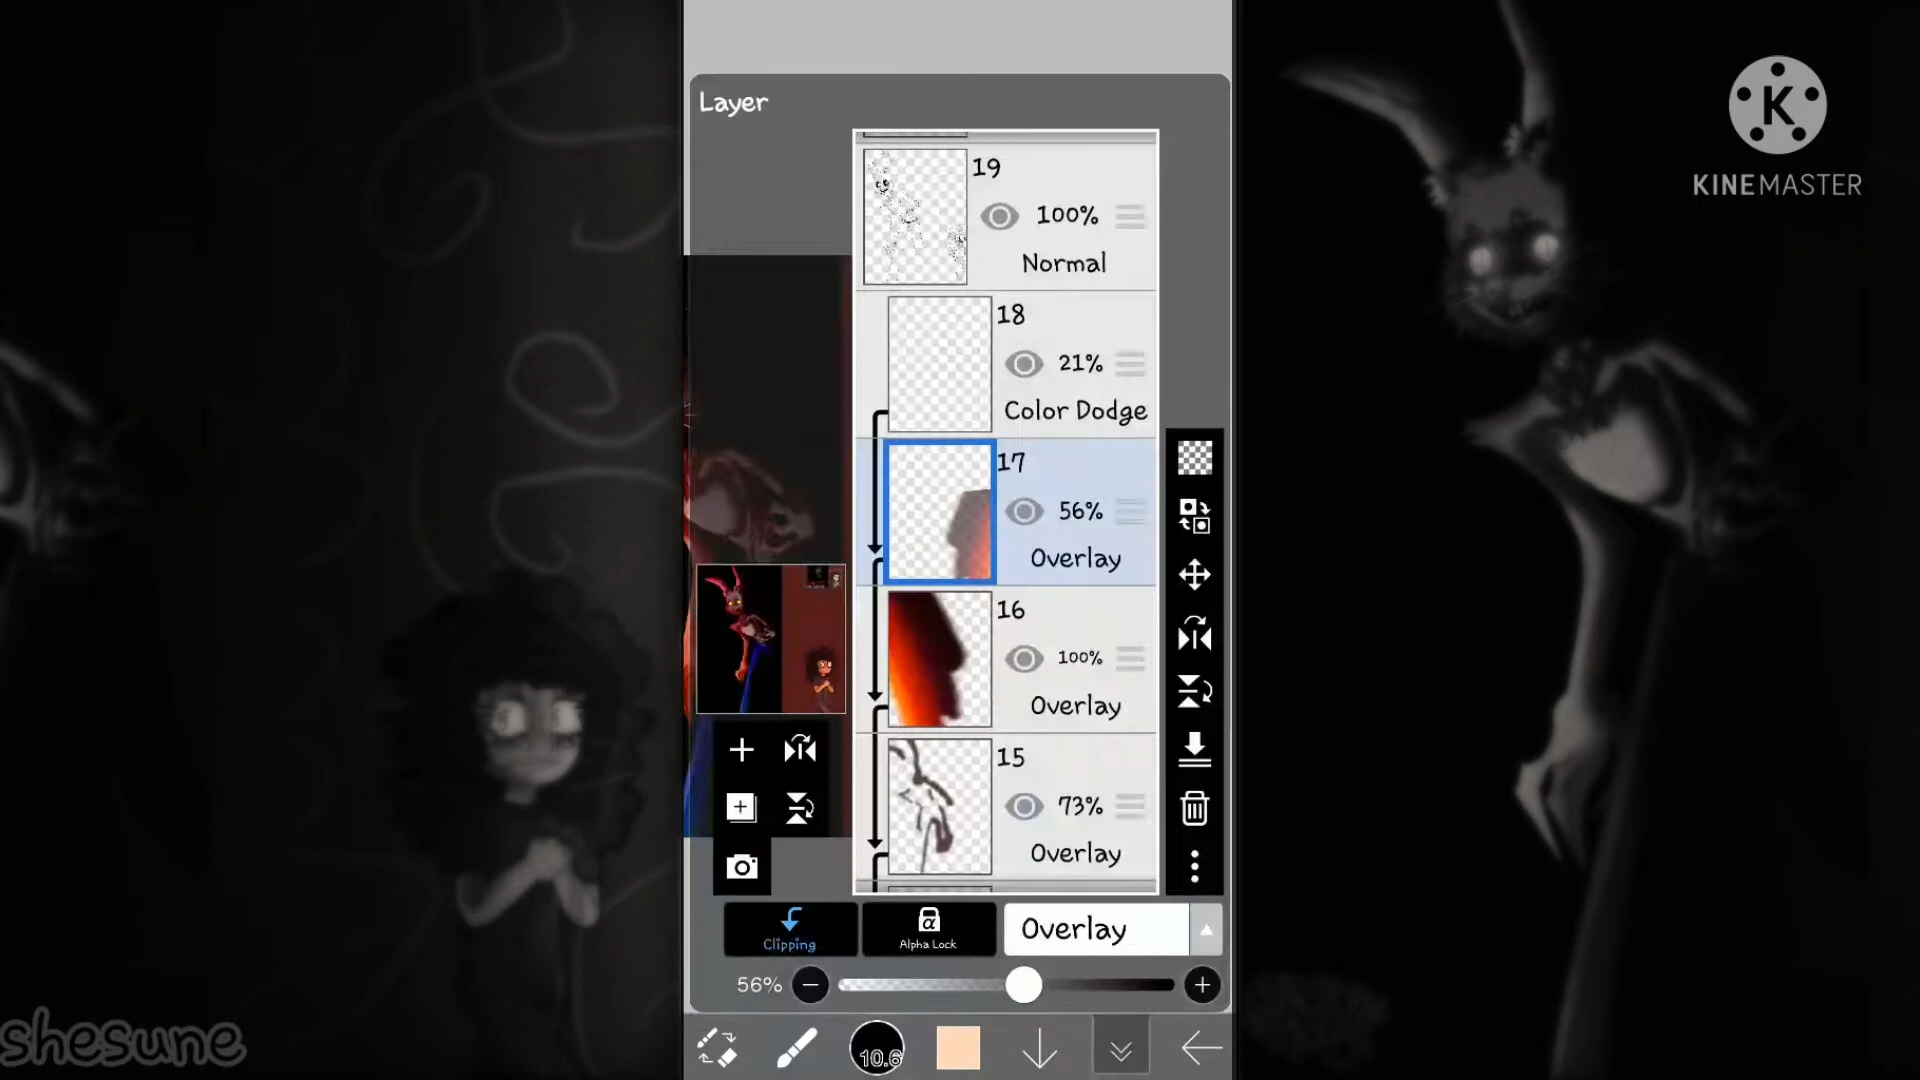 Layer
19
100%
Normal
18
21%
Color Dodge
17
56%
Overlay
16
100%
Overlay
15
73%
Overlay
Clipping
Alpha Lock
Overlay
56%
10.6
K
KINEMASTER
shesune